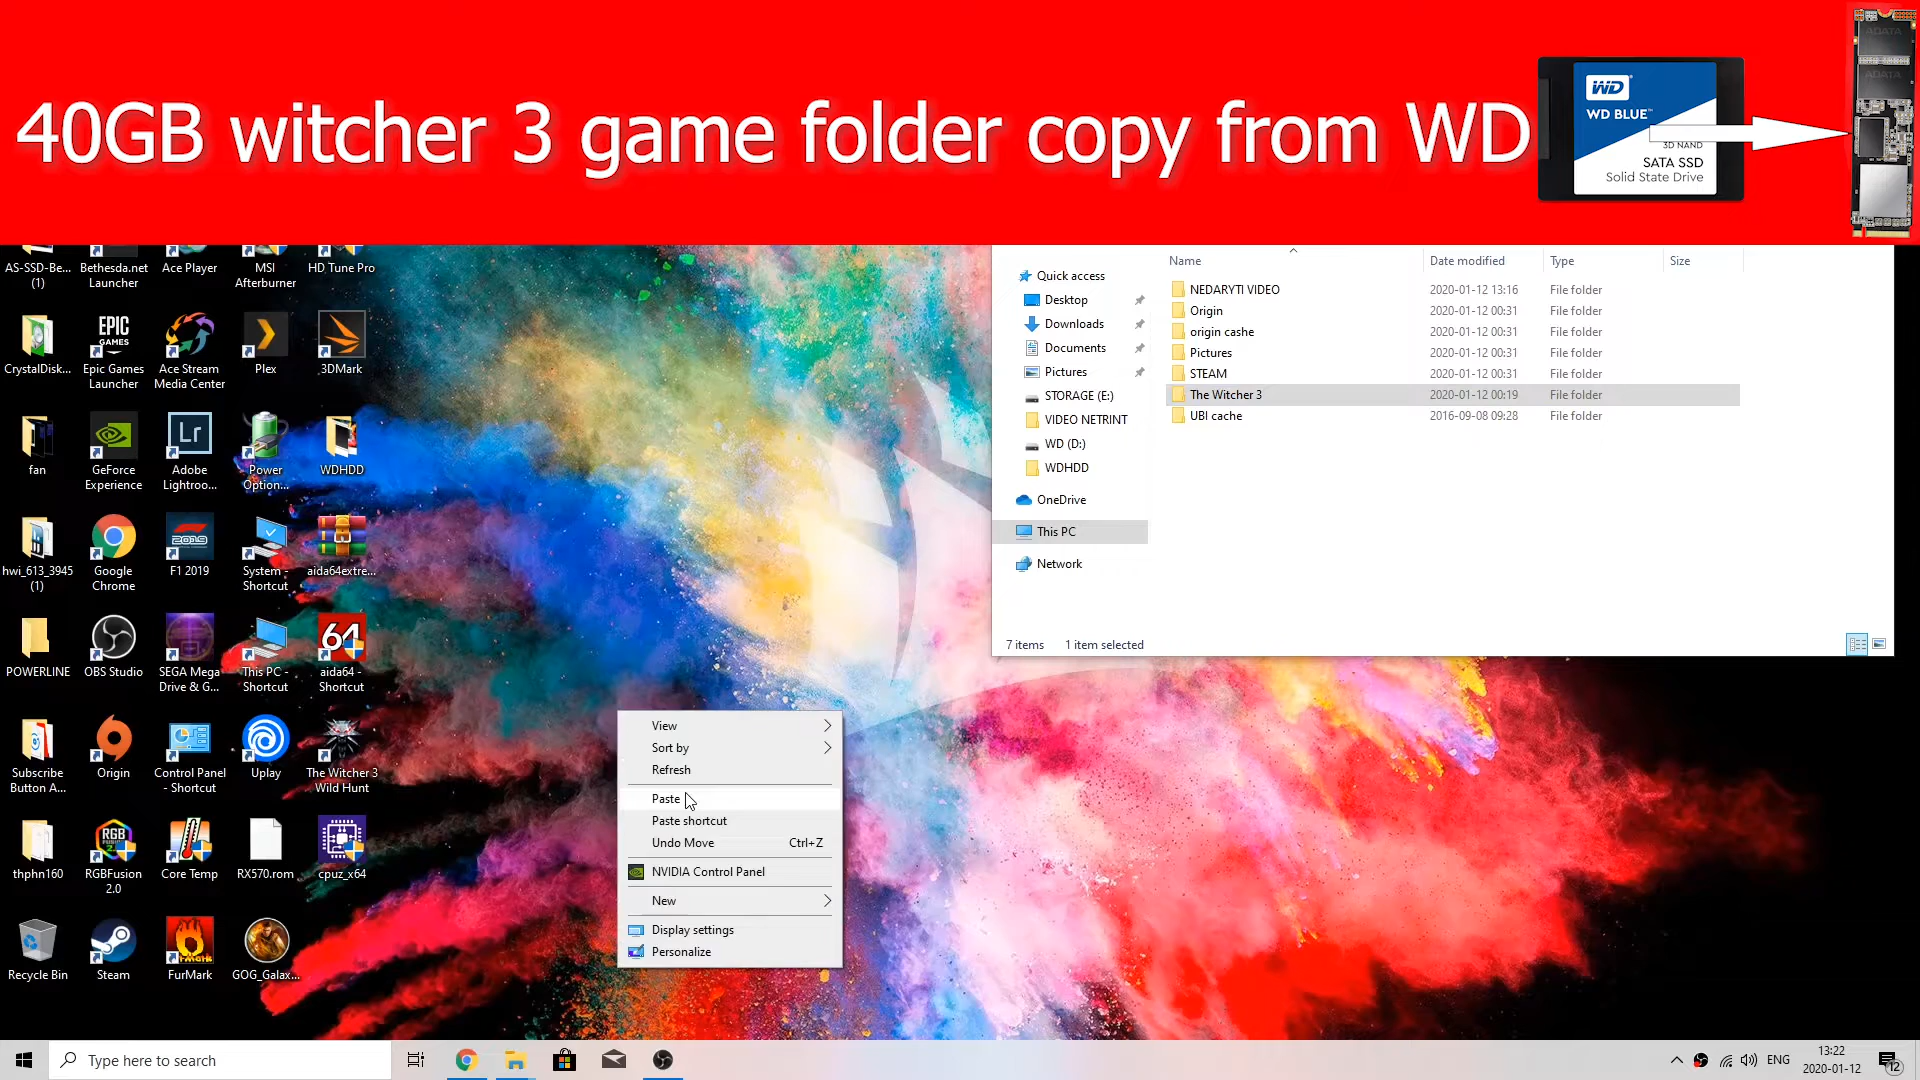 40GB witcher 3 game folder copy from WD
WD
WD BLUE™
3D NAND
SATA SSD
Solid State Drive
ADATA
ADATA
AS-SSD-Be...
(1)
Bethesda.net
Launcher
Ace Player
MSI
Afterburner
HD Tune Pro
CrystalDisk...
EPIC
GAMES
Epic Games
Launcher
Ace Stream
Media Center
Plex
3DMark
fan
GeForce
Experience
Lr
Adobe
Lightroo...
Power
Option...
WDHDD
hwi_613_3945
(1)
Google
Chrome
2019
F1 2019
System -
Shortcut
aida64extre...
POWERLINE
OBS Studio
SEGA Mega
Drive & G...
This PC -
Shortcut
64
aida64 -
Shortcut
Subscribe
Button A...
Origin
Control Panel
- Shortcut
Uplay
The Witcher 3
Wild Hunt
thphn160
RGB
FUSION
2.0
RGBFusion
2.0
Core Temp
RX570.rom
cpuz_x64
Recycle Bin
Steam
FurMark
GOG_Galax...
Name
Date modified
Type
Size
Quick access
Desktop
Downloads
Documents
Pictures
STORAGE (E:)
VIDEO NETRINT
WD (D:)
WDHDD
OneDrive
This PC
Network
NEDARYTI VIDEO 2020-01-12 13:16 File folder
Origin 2020-01-12 00:31 File folder
origin cashe 2020-01-12 00:31 File folder
Pictures 2020-01-12 00:31 File folder
STEAM 2020-01-12 00:31 File folder
The Witcher 3 2020-01-12 00:19 File folder
UBI cache 2016-09-08 09:28 File folder
7 items 1 item selected
View
Sort by
Refresh
Paste
Paste shortcut
Undo Move Ctrl+Z
NVIDIA Control Panel
New
Display settings
Personalize
Type here to search
ENG
13:22
2020-01-12
12